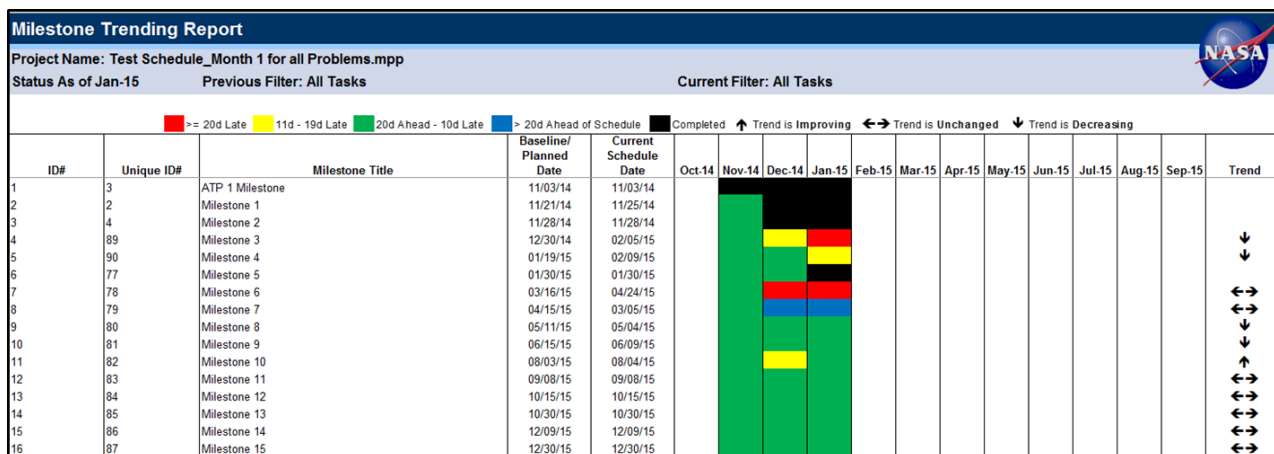 Milestone Trending Report
NASA
Project Name: Test Schedule_Month 1 for all Problems.mpp
Status As of Jan-15 Previous Filter: All Tasks Current Filter: All Tasks
>= 20d Late 11d - 19d Late 20d Ahead - 10d Late > 20d Ahead of Schedule Completed ↑ Trend is Improving ←→ Trend is Unchanged ↓ Trend is Decreasing
ID# Unique ID# Milestone Title Baseline/ Planned Date Current Schedule Date Oct-14 Nov-14 Dec-14 Jan-15 Feb-15 Mar-15 Apr-15 May-15 Jun-15 Jul-15 Aug-15 Sep-15 Trend
1 3 ATP 1 Milestone 11/03/14 11/03/14
2 2 Milestone 1 11/21/14 11/25/14
3 4 Milestone 2 11/28/14 11/28/14
4 89 Milestone 3 12/30/14 02/05/15 ↓
5 90 Milestone 4 01/19/15 02/09/15 ↓
6 77 Milestone 5 01/30/15 01/30/15
7 78 Milestone 6 03/16/15 04/24/15 ←→
8 79 Milestone 7 04/15/15 03/05/15 ←→
9 80 Milestone 8 05/11/15 05/04/15 ↓
10 81 Milestone 9 06/15/15 06/09/15 ↓
11 82 Milestone 10 08/03/15 08/04/15 ↑
12 83 Milestone 11 09/08/15 09/08/15 ←→
13 84 Milestone 12 10/15/15 10/15/15 ←→
14 85 Milestone 13 10/30/15 10/30/15 ←→
15 86 Milestone 14 12/09/15 12/09/15 ←→
16 87 Milestone 15 12/30/15 12/30/15 ←→